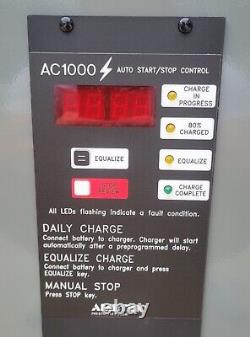 AC1000 AUTO START/STOP CONTROL
CHARGE
IN
PROGRESS
80%
CHARGED
EQUALIZE
EQUALIZE
CHARGE
COMPLETE
All LEDs flashing indicate a fault condition.
DAILY CHARGE
Connect battery to charger. Charger will start
automatically after a preprogrammed delay.
EQUALIZE CHARGE
Connect battery to charger and press
EQUALIZE key.
MANUAL STOP
Press STOP key.